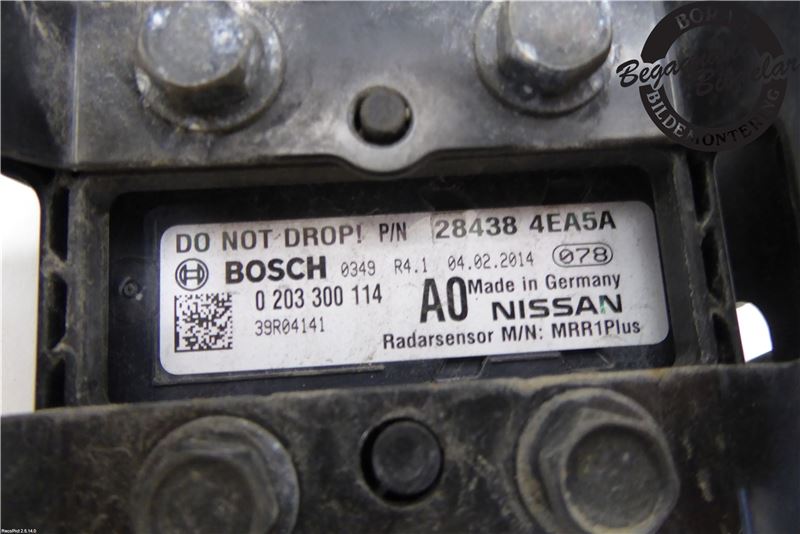 DO NOT DROP! P/N 28438 4EA5A
BOSCH 0349 R4.1 04.02.2014 078
0 203 300 114 A0 Made in Germany
39R04141 NISSAN
Radarsensor M/N: MRR1Plus
BILDEMONTERING